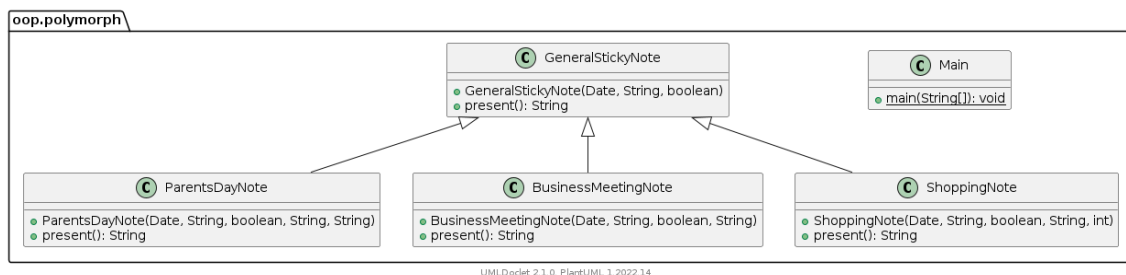 oop.polymorph
C GeneralStickyNote
GeneralStickyNote(Date, String, boolean)
present(): String
C Main
main(String[]): void
C ParentsDayNote
ParentsDayNote(Date, String, boolean, String, String)
present(): String
C BusinessMeetingNote
BusinessMeetingNote(Date, String, boolean, String)
present(): String
C ShoppingNote
ShoppingNote(Date, String, boolean, String, int)
present(): String
UMLDoclet 2.1.0, PlantUML 1.2022.14